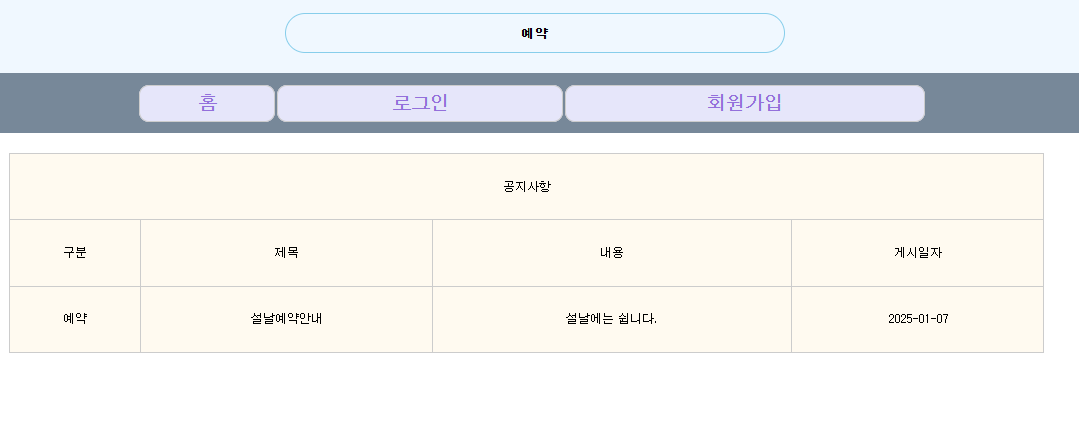 예약
홈 로그인 회원가입
공지사항
구분 제목 내용 게시일자
예약 설날예약안내 설날에는 쉽니다. 2025-01-07